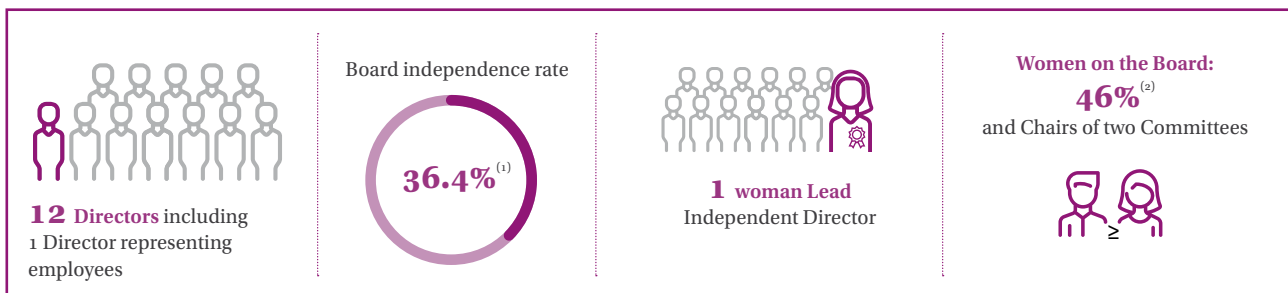 12 Directors including
1 Director representing
employees
Board independence rate
36.4%(1)
1 woman Lead
Independent Director
Women on the Board:
46%(2)
and Chairs of two Committees
≥